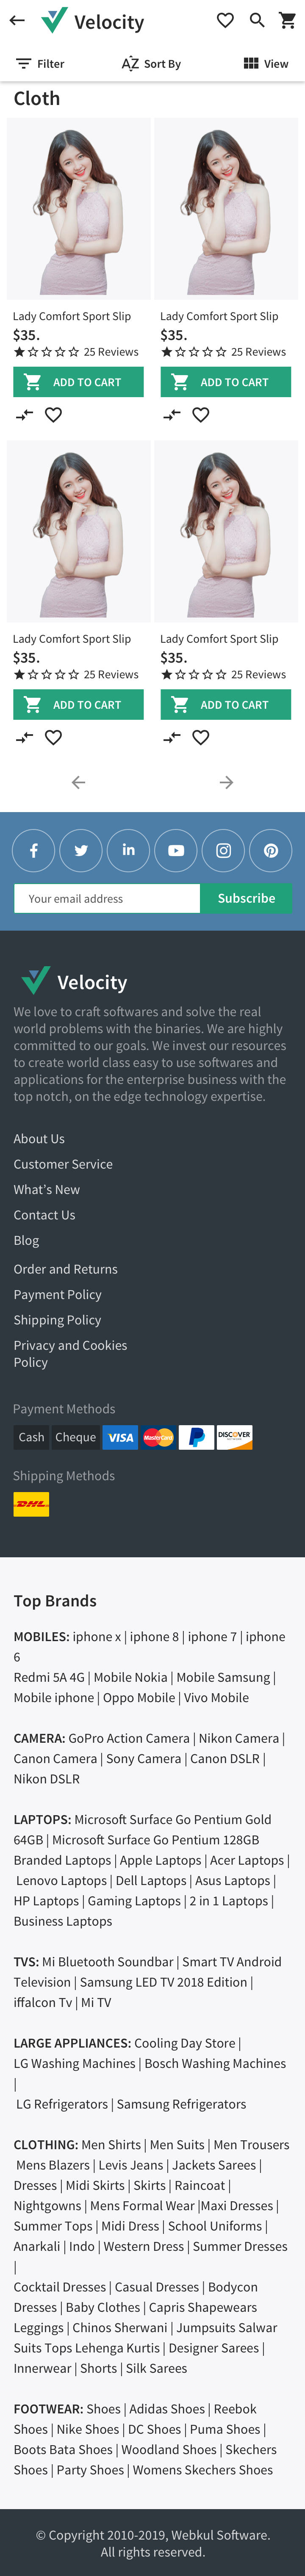 Velocity
Filter Sort By View
Cloth
Lady Comfort Sport Slip Lady Comfort Sport Slip
$35. $35.
25 Reviews 25 Reviews
ADD TO CART ADD TO CART
Lady Comfort Sport Slip Lady Comfort Sport Slip
$35. $35.
25 Reviews 25 Reviews
ADD TO CART ADD TO CART
Your email address Subscribe
Velocity
We love to craft softwares and solve the real
world problems with the binaries. We are highly
committed to our goals. We invest our resources
to create world class easy to use softwares and
applications for the enterprise business with the
top notch, on the edge technology expertise.
About Us
Customer Service
What's New
Contact Us
Blog
Order and Returns
Payment Policy
Shipping Policy
Privacy and Cookies
Policy
Payment Methods
Cash Cheque VISA MasterCard DISCOVER
Shipping Methods
DHL
Top Brands
MOBILES: iphone x | iphone 8 | iphone 7 | iphone
6
Redmi 5A 4G | Mobile Nokia | Mobile Samsung |
Mobile iphone | Oppo Mobile | Vivo Mobile
CAMERA: GoPro Action Camera | Nikon Camera |
Canon Camera | Sony Camera | Canon DSLR |
Nikon DSLR
LAPTOPS: Microsoft Surface Go Pentium Gold
64GB | Microsoft Surface Go Pentium 128GB
Branded Laptops | Apple Laptops | Acer Laptops |
Lenovo Laptops | Dell Laptops | Asus Laptops |
HP Laptops | Gaming Laptops | 2 in 1 Laptops |
Business Laptops
TVS: Mi Bluetooth Soundbar | Smart TV Android
Television | Samsung LED TV 2018 Edition |
iffalcon Tv | Mi TV
LARGE APPLIANCES: Cooling Day Store |
LG Washing Machines | Bosch Washing Machines
|
LG Refrigerators | Samsung Refrigerators
CLOTHING: Men Shirts | Men Suits | Men Trousers
Mens Blazers | Levis Jeans | Jackets Sarees |
Dresses | Midi Skirts | Skirts | Raincoat |
Nightgowns | Mens Formal Wear |Maxi Dresses |
Summer Tops | Midi Dress | School Uniforms |
Anarkali | Indo | Western Dress | Summer Dresses
|
Cocktail Dresses | Casual Dresses | Bodycon
Dresses | Baby Clothes | Capris Shapewears
Leggings | Chinos Sherwani | Jumpsuits Salwar
Suits Tops Lehenga Kurtis | Designer Sarees |
Innerwear | Shorts | Silk Sarees
FOOTWEAR: Shoes | Adidas Shoes | Reebok
Shoes | Nike Shoes | DC Shoes | Puma Shoes |
Boots Bata Shoes | Woodland Shoes | Skechers
Shoes | Party Shoes | Womens Skechers Shoes
© Copyright 2010-2019, Webkul Software.
All rights reserved.